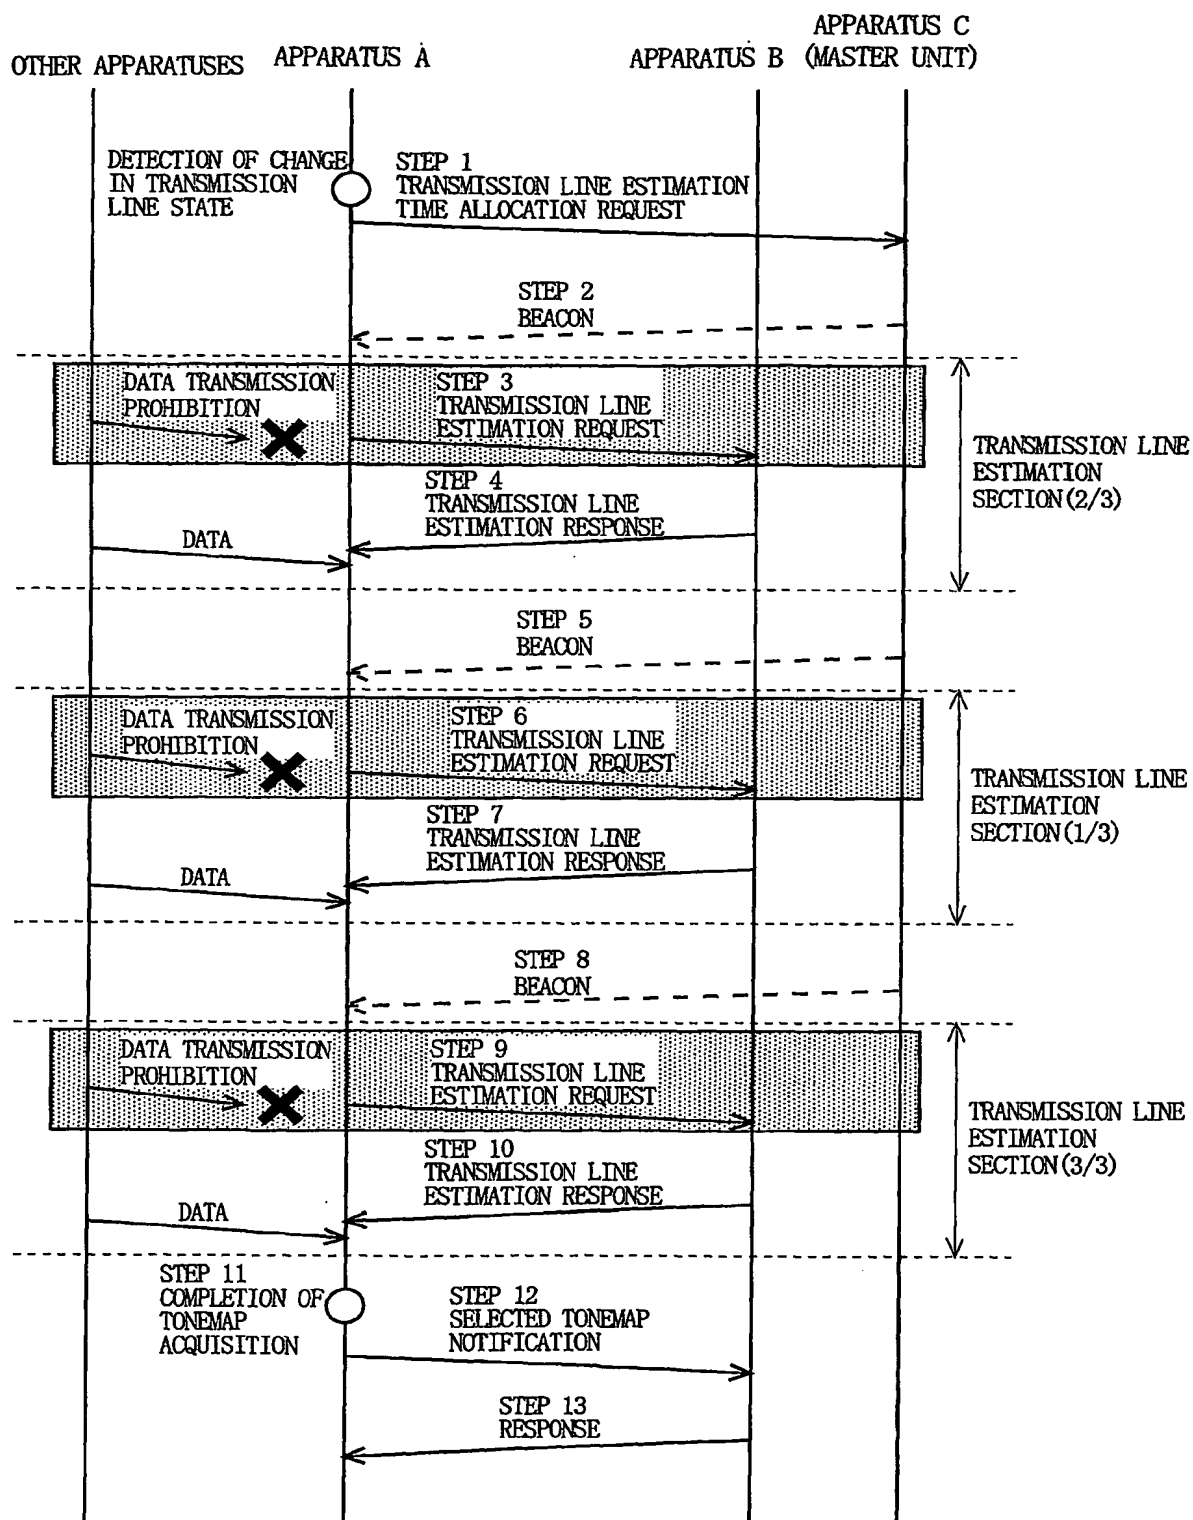 OTHER APPARATUSES
APPARATUS A
APPARATUS B
APPARATUS C
(MASTER UNIT)
DETECTION OF CHANGE
IN TRANSMISSION
LINE STATE
STEP 1
TRANSMISSION LINE ESTIMATION
TIME ALLOCATION REQUEST
STEP 2
BEACON
DATA TRANSMISSION
PROHIBITION
STEP 3
TRANSMISSION LINE
ESTIMATION REQUEST
TRANSMISSION LINE
ESTIMATION
SECTION(2/3)
STEP 4
TRANSMISSION LINE
ESTIMATION RESPONSE
DATA
STEP 5
BEACON
DATA TRANSMISSION
PROHIBITION
STEP 6
TRANSMISSION LINE
ESTIMATION REQUEST
TRANSMISSION LINE
ESTIMATION
SECTION(1/3)
STEP 7
TRANSMISSION LINE
ESTIMATION RESPONSE
DATA
STEP 8
BEACON
DATA TRANSMISSION
PROHIBITION
STEP 9
TRANSMISSION LINE
ESTIMATION REQUEST
TRANSMISSION LINE
ESTIMATION
SECTION(3/3)
STEP 10
TRANSMISSION LINE
ESTIMATION RESPONSE
DATA
STEP 11
COMPLETION OF
TONEMAP
ACQUISITION
STEP 12
SELECTED TONEMAP
NOTIFICATION
STEP 13
RESPONSE